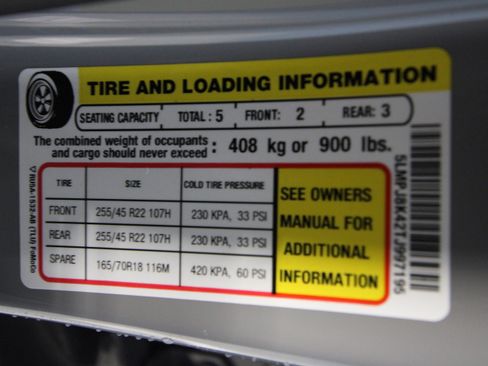 TIRE AND LOADING INFORMATION
SEATING CAPACITY TOTAL : 5 FRONT: 2 REAR: 3
The combined weight of occupants
and cargo should never exceed : 408 kg or 900 lbs.
TIRE SIZE COLD TIRE PRESSURE
FRONT 255/45 R22 107H 230 KPA, 33 PSI
REAR 255/45 R22 107H 230 KPA, 33 PSI
SPARE 165/70R18 116M 420 KPA, 60 PSI
SEE OWNERS
MANUAL FOR
ADDITIONAL
INFORMATION
5LMPJ8K42TJ997195